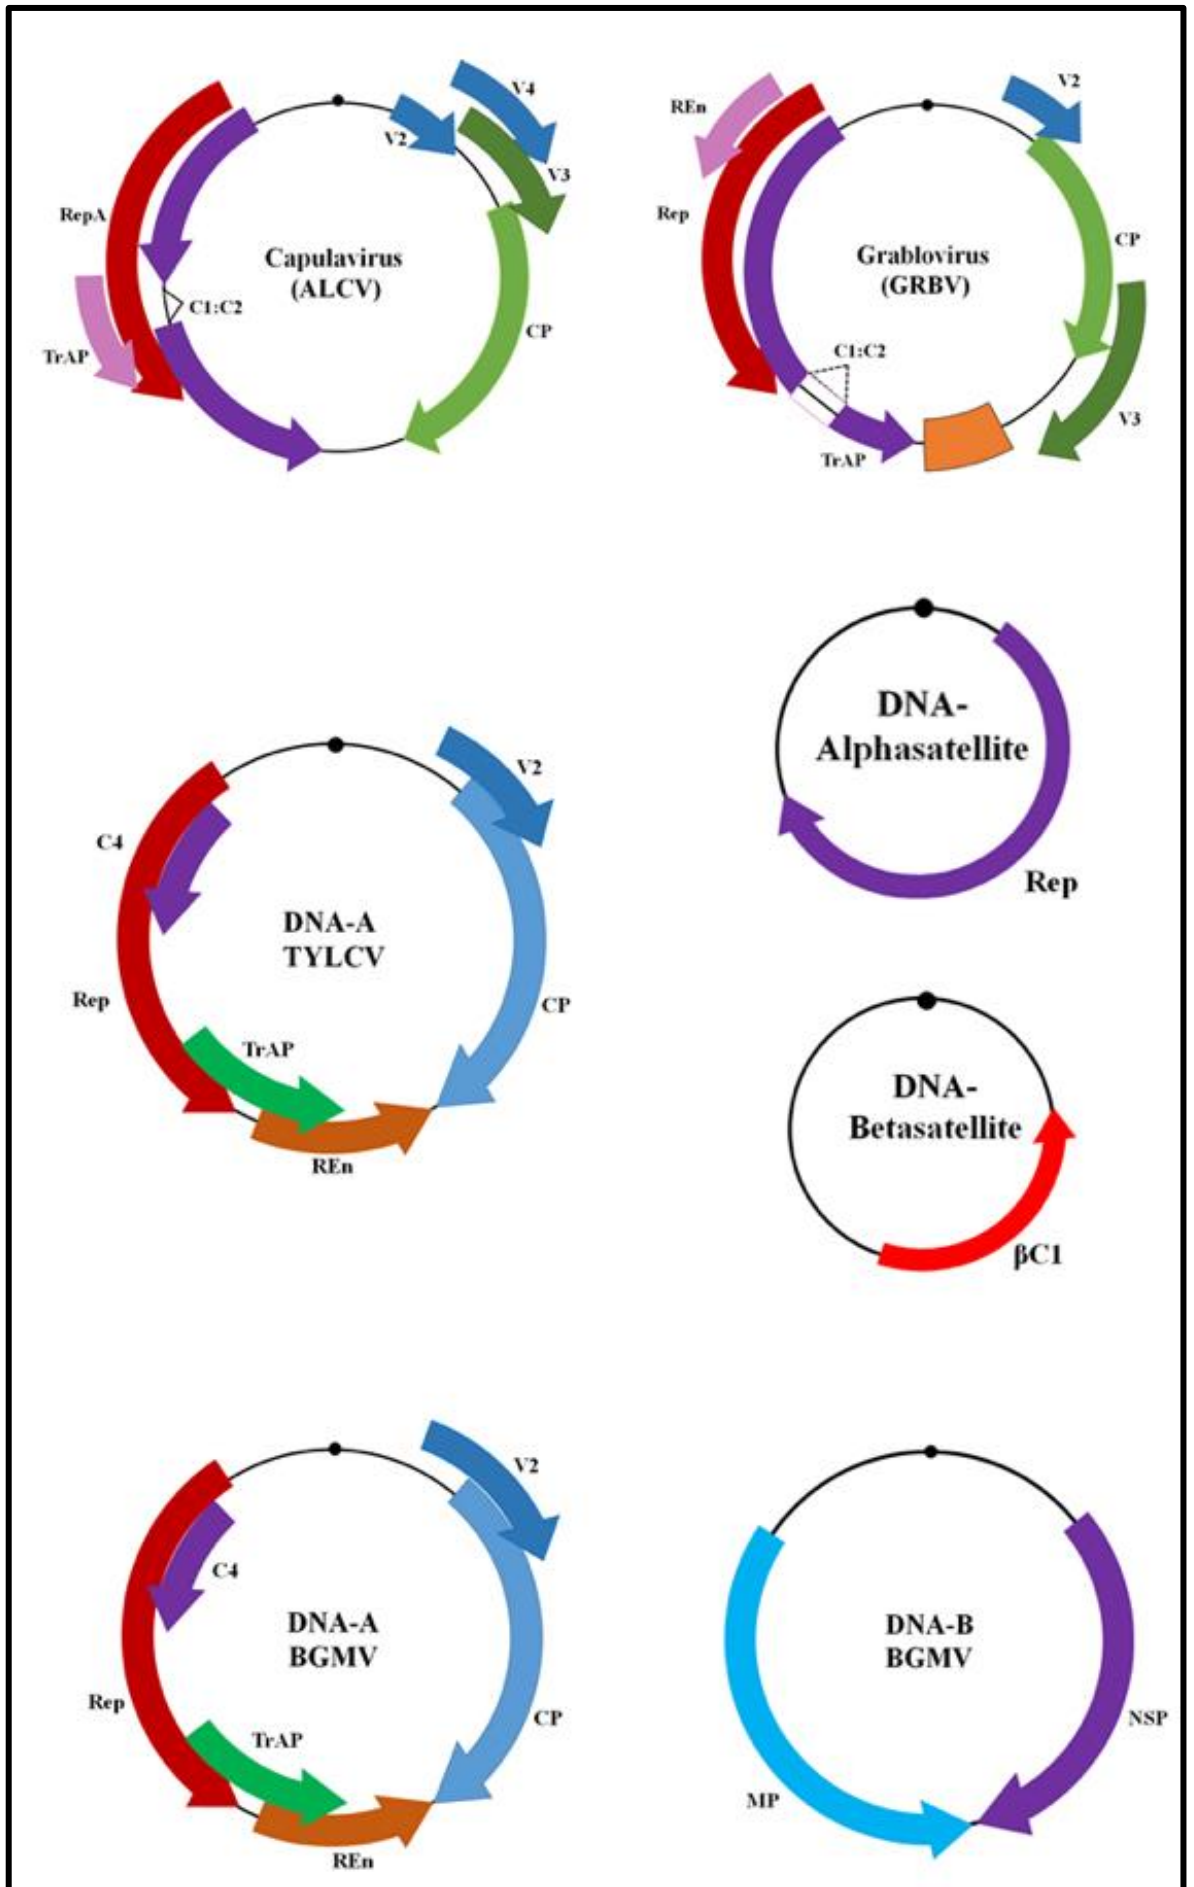 V4
V2
V3
RepA
Capulavirus
(ALCV)
C1:C2
CP
TrAP
V2
REn
Rep
CP
Grablovirus
(GRBV)
C1:C2
V3
TrAP
DNA-
Alphasatellite
Rep
V2
C4
DNA-A
TYLCV
Rep
CP
TrAP
REn
DNA-
Betasatellite
βC1
V2
C4
DNA-A
BGMV
Rep
CP
TrAP
REn
DNA-B
BGMV
NSP
MP